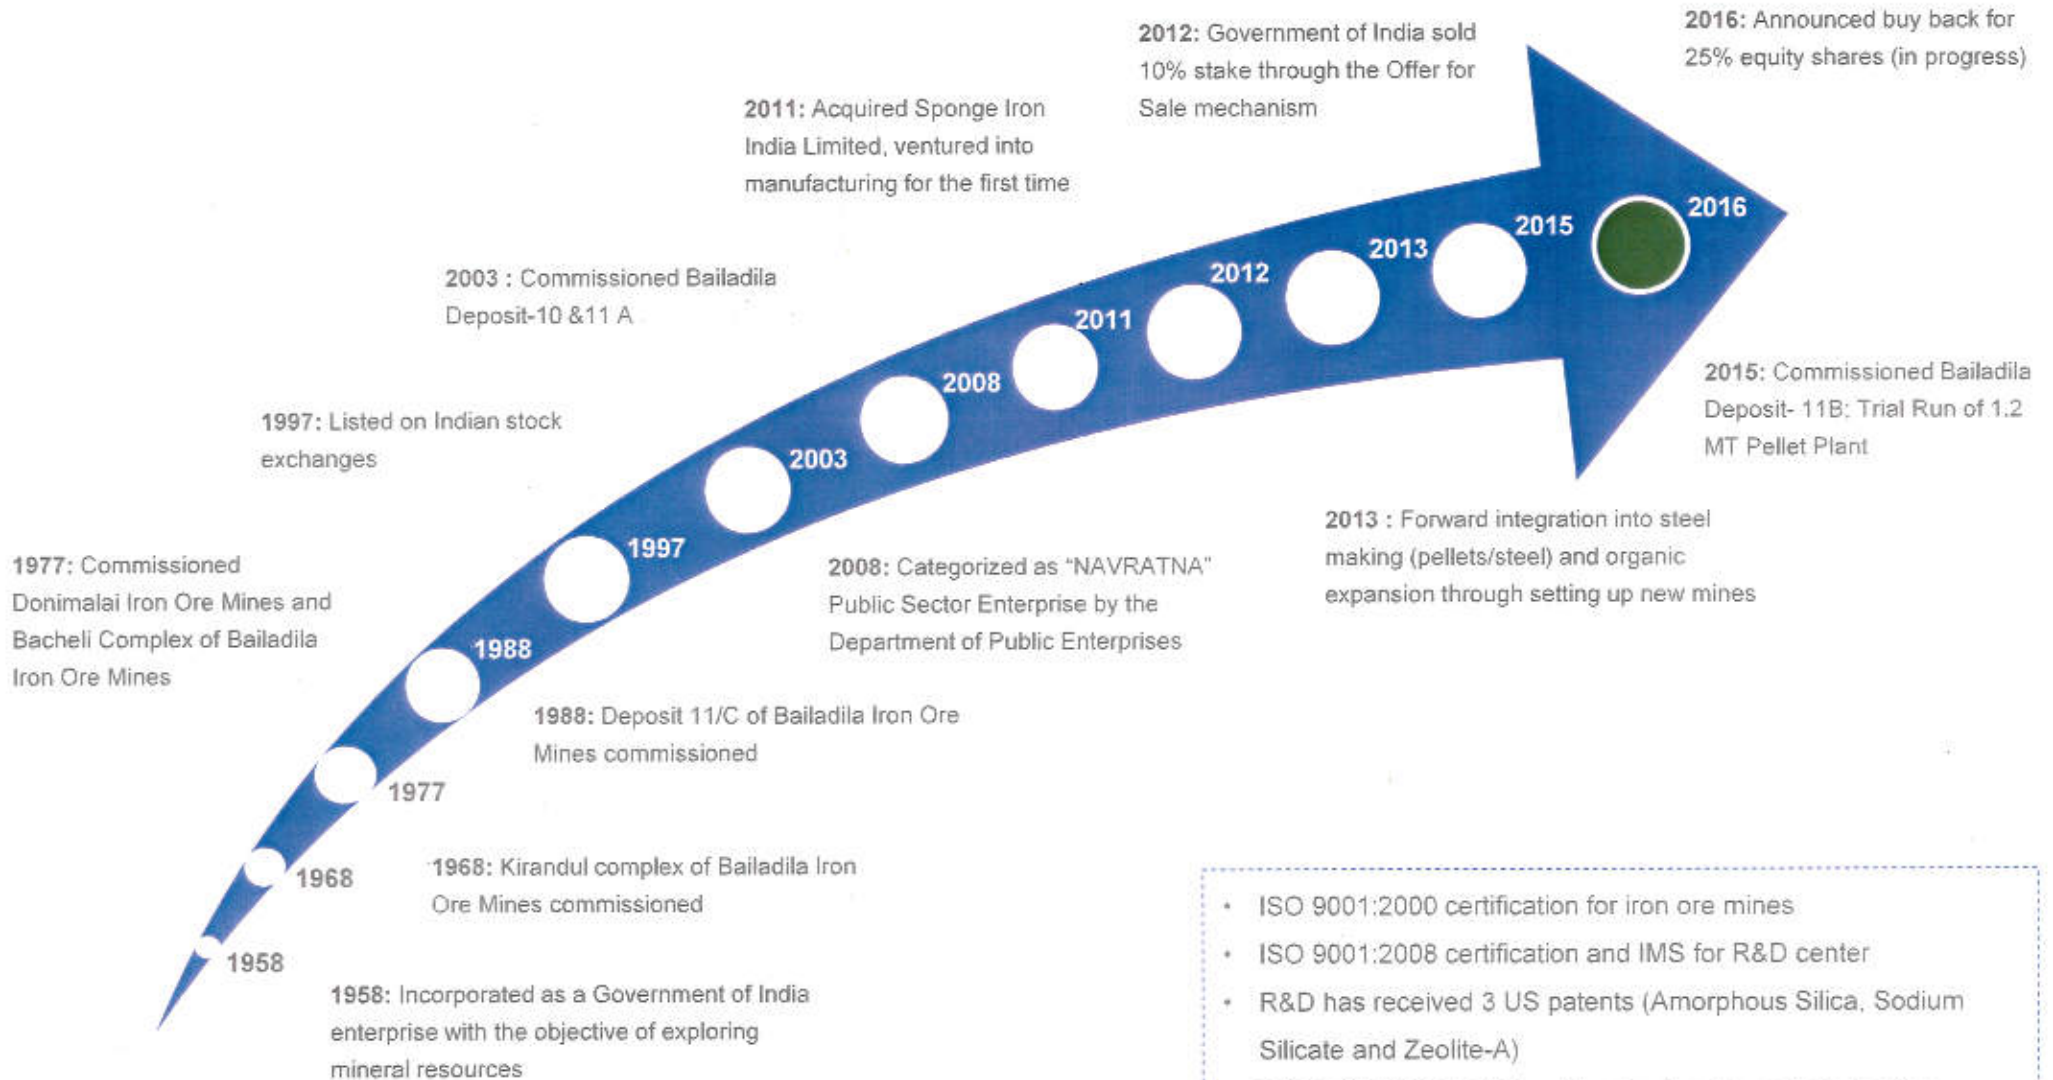 2016: Announced buy back for
25% equity shares (in progress)
2012: Government of India sold
10% stake through the Offer for
Sale mechanism
2011: Acquired Sponge Iron
India Limited, ventured into
manufacturing for the first time
2003 : Commissioned Bailadila
Deposit-10 &11 A
1997: Listed on Indian stock
exchanges
1977: Commissioned
Donimalai Iron Ore Mines and
Bacheli Complex of Bailadila
Iron Ore Mines
2016
2015
2013
2012
2011
2008
2003
1997
1988
1977
1968
1958
2015: Commissioned Bailadila
Deposit- 11B: Trial Run of 1.2
MT Pellet Plant
2013 : Forward integration into steel
making (pellets/steel) and organic
expansion through setting up new mines
2008: Categorized as “NAVRATNA”
Public Sector Enterprise by the
Department of Public Enterprises
1988: Deposit 11/C of Bailadila Iron Ore
Mines commissioned
1968: Kirandul complex of Bailadila Iron
Ore Mines commissioned
1958: Incorporated as a Government of India
enterprise with the objective of exploring
mineral resources
• ISO 9001:2000 certification for iron ore mines
• ISO 9001:2008 certification and IMS for R&D center
• R&D has received 3 US patents (Amorphous Silica, Sodium
Silicate and Zeolite-A)